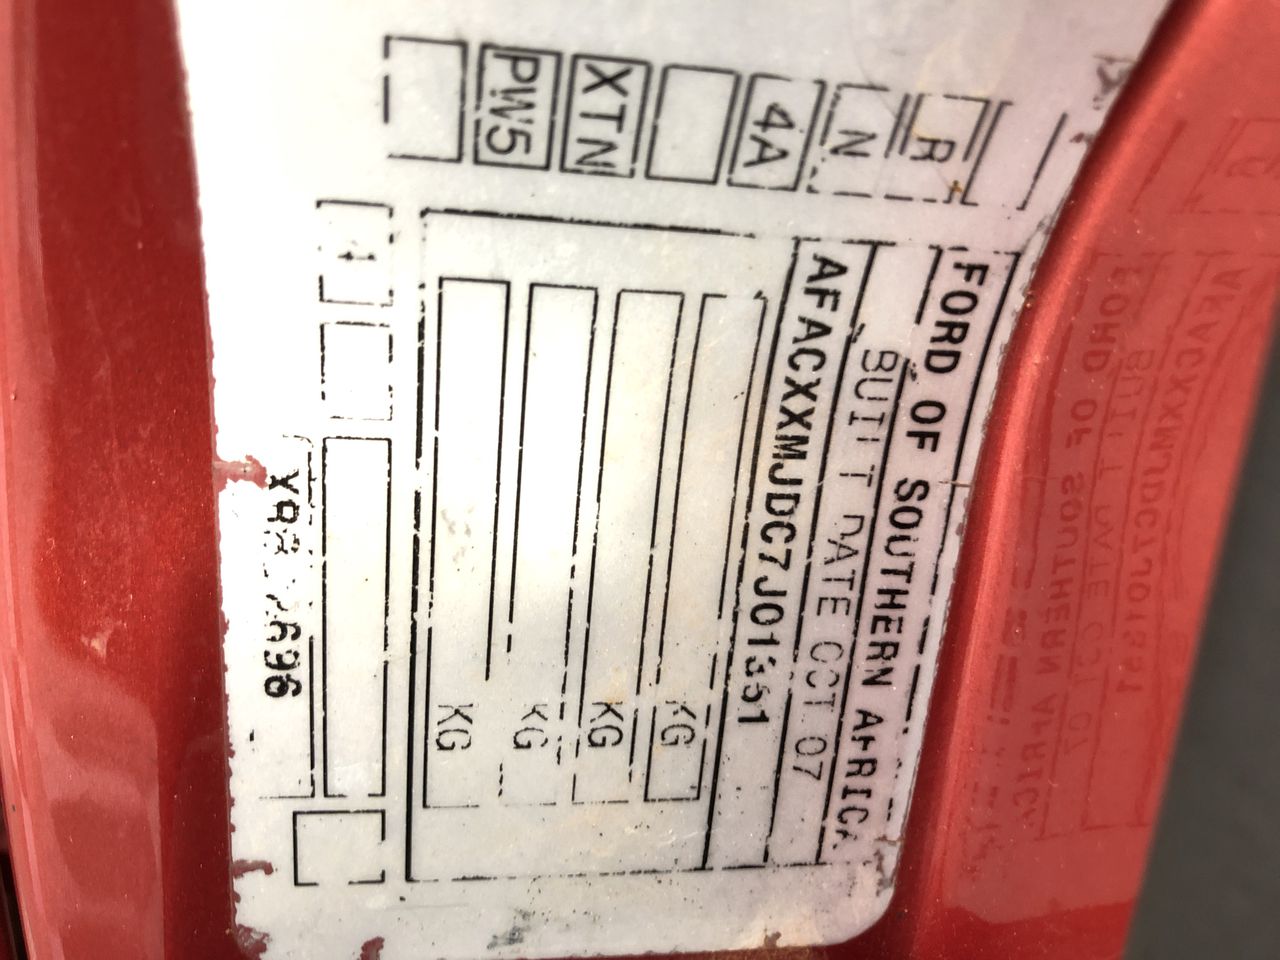 FORD OF SOUTHERN AFRICA
BUILT DATE OCT 07
AFACXXMJDC7J01351
KG
KG
KG
KG
R
N
4A
XTN
PW5